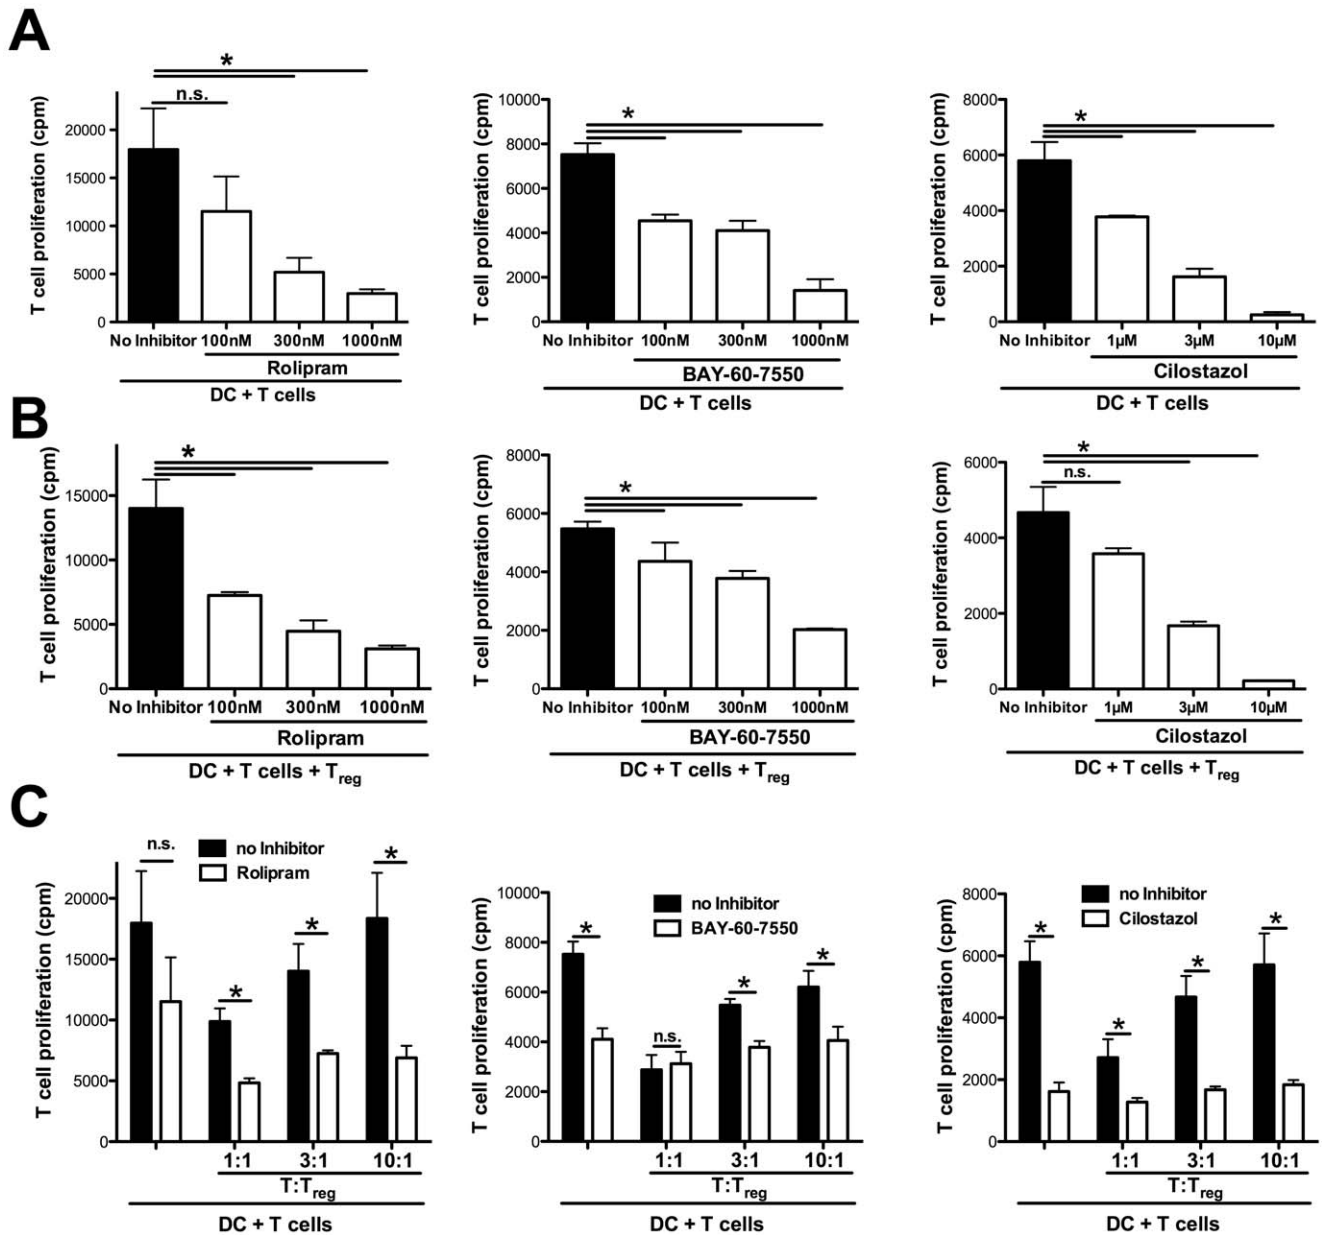 A
T cell proliferation (cpm)
20000
15000
10000
5000
0
*
n.s.
No Inhibitor 100nM 300nM 1000nM
Rolipram
DC + T cells
T cell proliferation (cpm)
10000
8000
6000
4000
2000
0
*
No Inhibitor 100nM 300nM 1000nM
BAY-60-7550
DC + T cells
T cell proliferation (cpm)
8000
6000
4000
2000
0
*
No Inhibitor 1µM 3µM 10µM
Cilostazol
DC + T cells
B
T cell proliferation (cpm)
15000
10000
5000
0
*
No Inhibitor 100nM 300nM 1000nM
Rolipram
DC + T cells + Treg
T cell proliferation (cpm)
8000
6000
4000
2000
0
*
No Inhibitor 100nM 300nM 1000nM
BAY-60-7550
DC + T cells + Treg
T cell proliferation (cpm)
6000
4000
2000
0
*
n.s.
No Inhibitor 1µM 3µM 10µM
Cilostazol
DC + T cells + Treg
C
T cell proliferation (cpm)
20000
15000
10000
5000
0
n.s.
no Inhibitor
Rolipram
*
*
*
1:1 3:1 10:1
T:Treg
DC + T cells
T cell proliferation (cpm)
10000
8000
6000
4000
2000
0
no Inhibitor
BAY-60-7550
*
n.s.
*
*
1:1 3:1 10:1
T:Treg
DC + T cells
T cell proliferation (cpm)
8000
6000
4000
2000
0
no Inhibitor
Cilostazol
*
*
*
*
1:1 3:1 10:1
T:Treg
DC + T cells